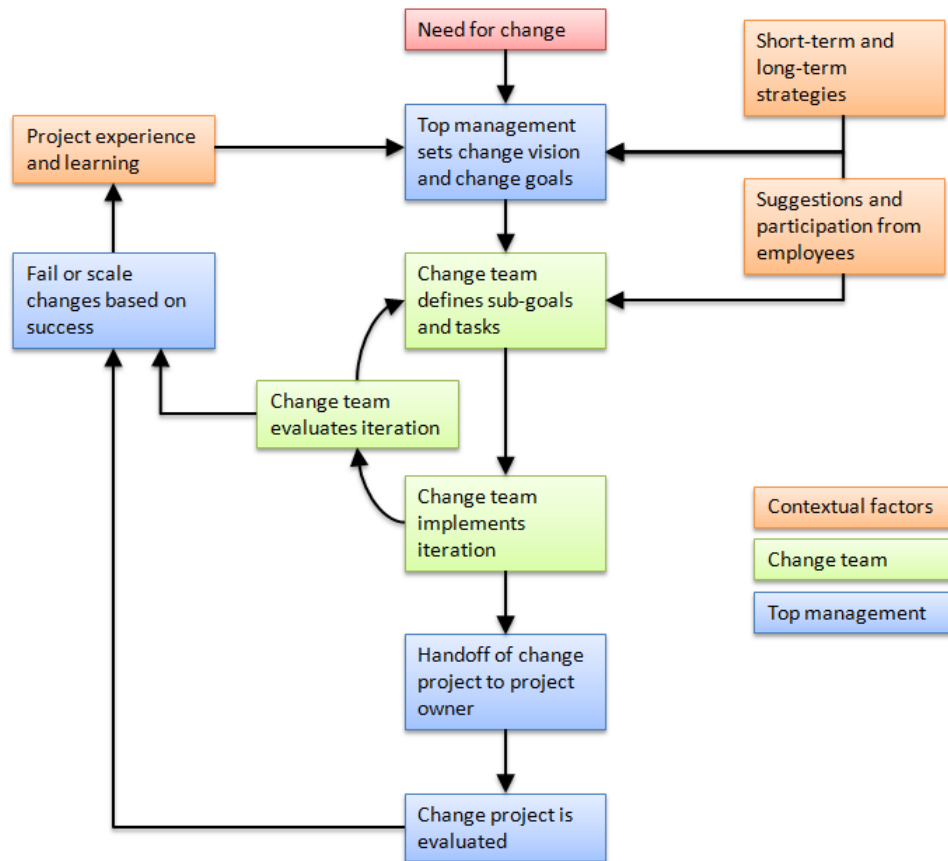 Need for change
Short-term and
long-term
strategies
Project experience
and learning
Top management
sets change vision
and change goals
Suggestions and
participation from
employees
Fail or scale
changes based on
success
Change team
defines sub-goals
and tasks
Change team
evaluates iteration
Change team
implements
iteration
Contextual factors
Change team
Top management
Handoff of change
project to project
owner
Change project is
evaluated